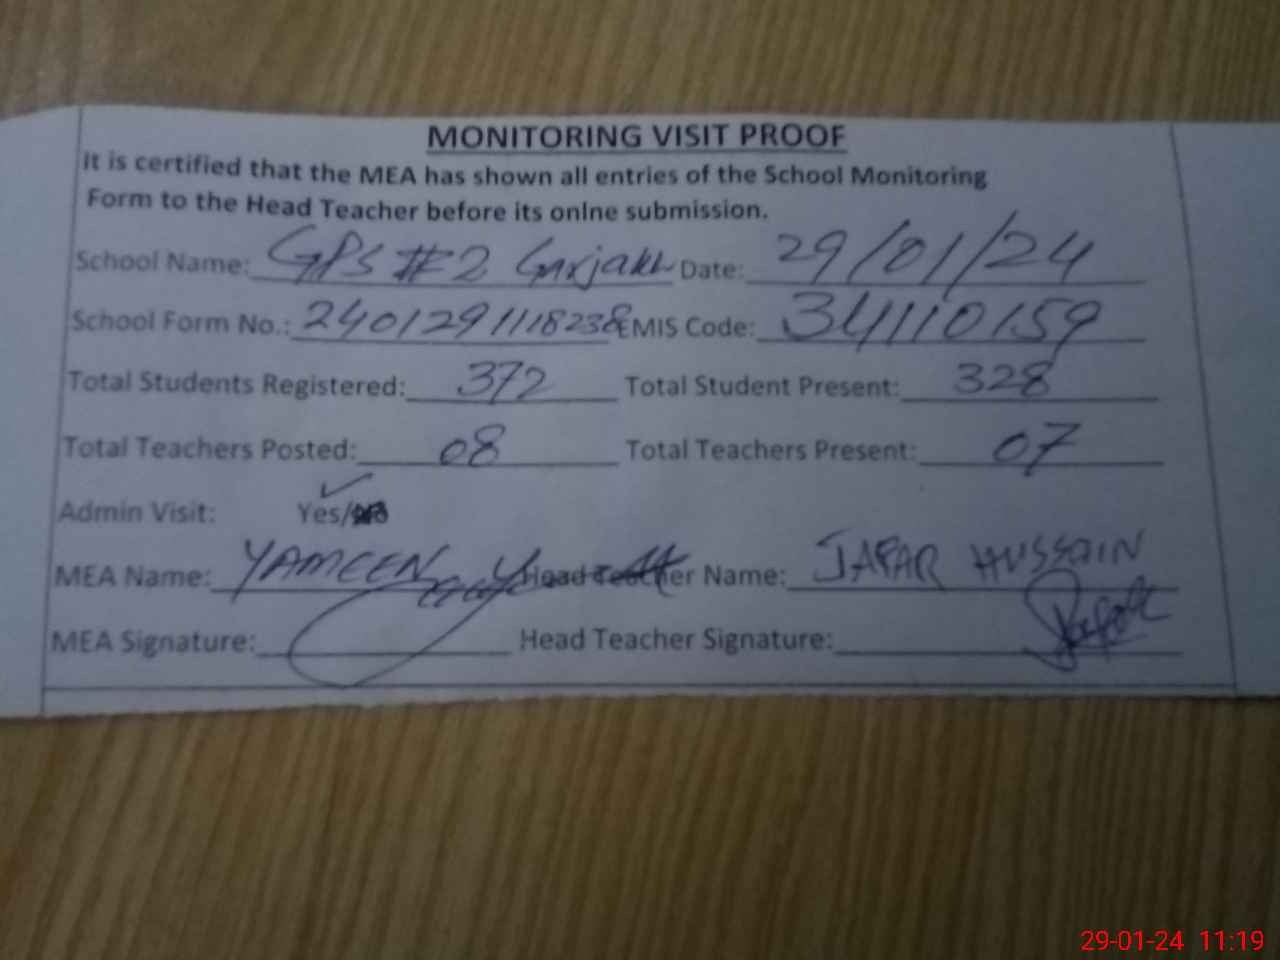 MONITORING VISIT PROOF
It is certified that the MEA has shown all entries of the School Monitoring
Form to the Head Teacher before its onlne submission.
School Name: GPS #2 Garjakh Date: 29/01/24
School Form No.: 2401291118238 EMIS Code: 34110159
Total Students Registered: 372 Total Student Present: 328
Total Teachers Posted: 08 Total Teachers Present: 07
Admin Visit: Yes/No
MEA Name: YAMEEN Head Teacher Name: JAFAR HUSSAIN
MEA Signature: Head Teacher Signature:
29-01-24 11:19